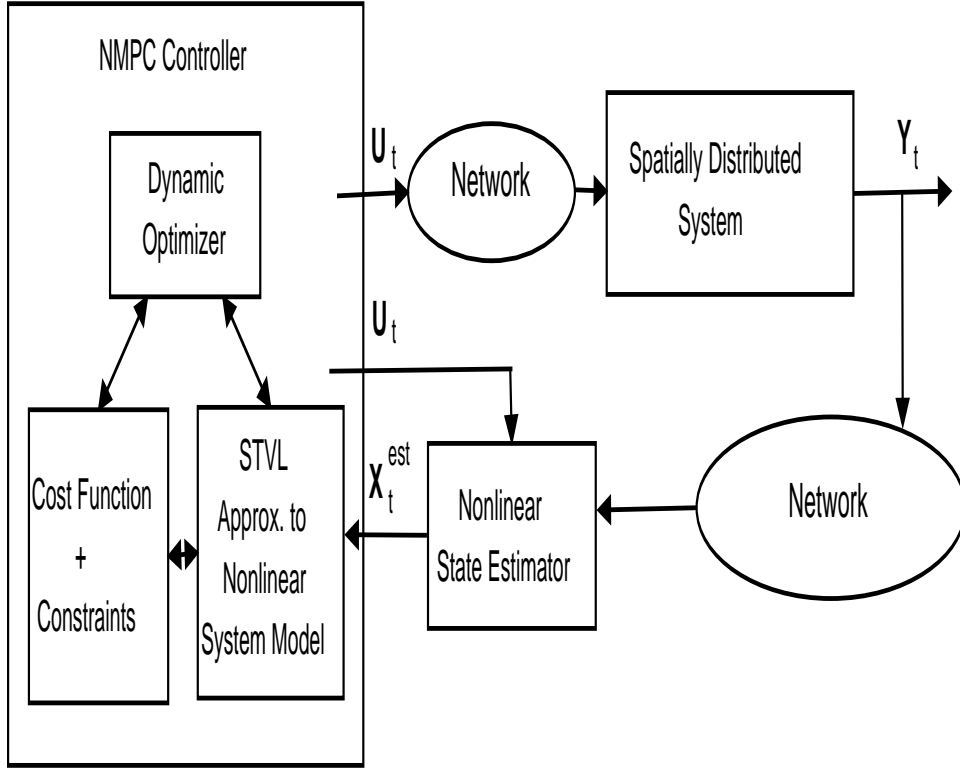 NMPC Controller
Dynamic
Optimizer
U t
Network
Spatially Distributed
System
Y t
U t
Cost Function
+
Constraints
STVL
Approx. to
Nonlinear
System Model
X t est
Nonlinear
State Estimator
Network